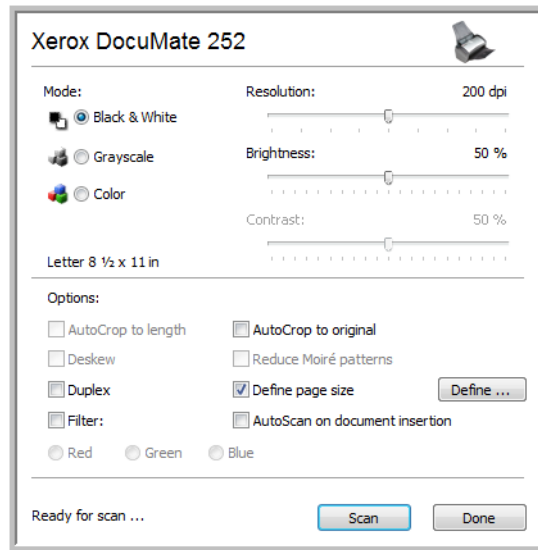 Xerox DocuMate 252
Mode:
Resolution: 200 dpi
Black & White
Brightness: 50 %
Grayscale
Color
Contrast: 50 %
Letter 8 ½ x 11 in
Options:
AutoCrop to length AutoCrop to original
Deskew Reduce Moiré patterns
Duplex Define page size Define ...
Filter: AutoScan on document insertion
Red Green Blue
Ready for scan ... Scan Done